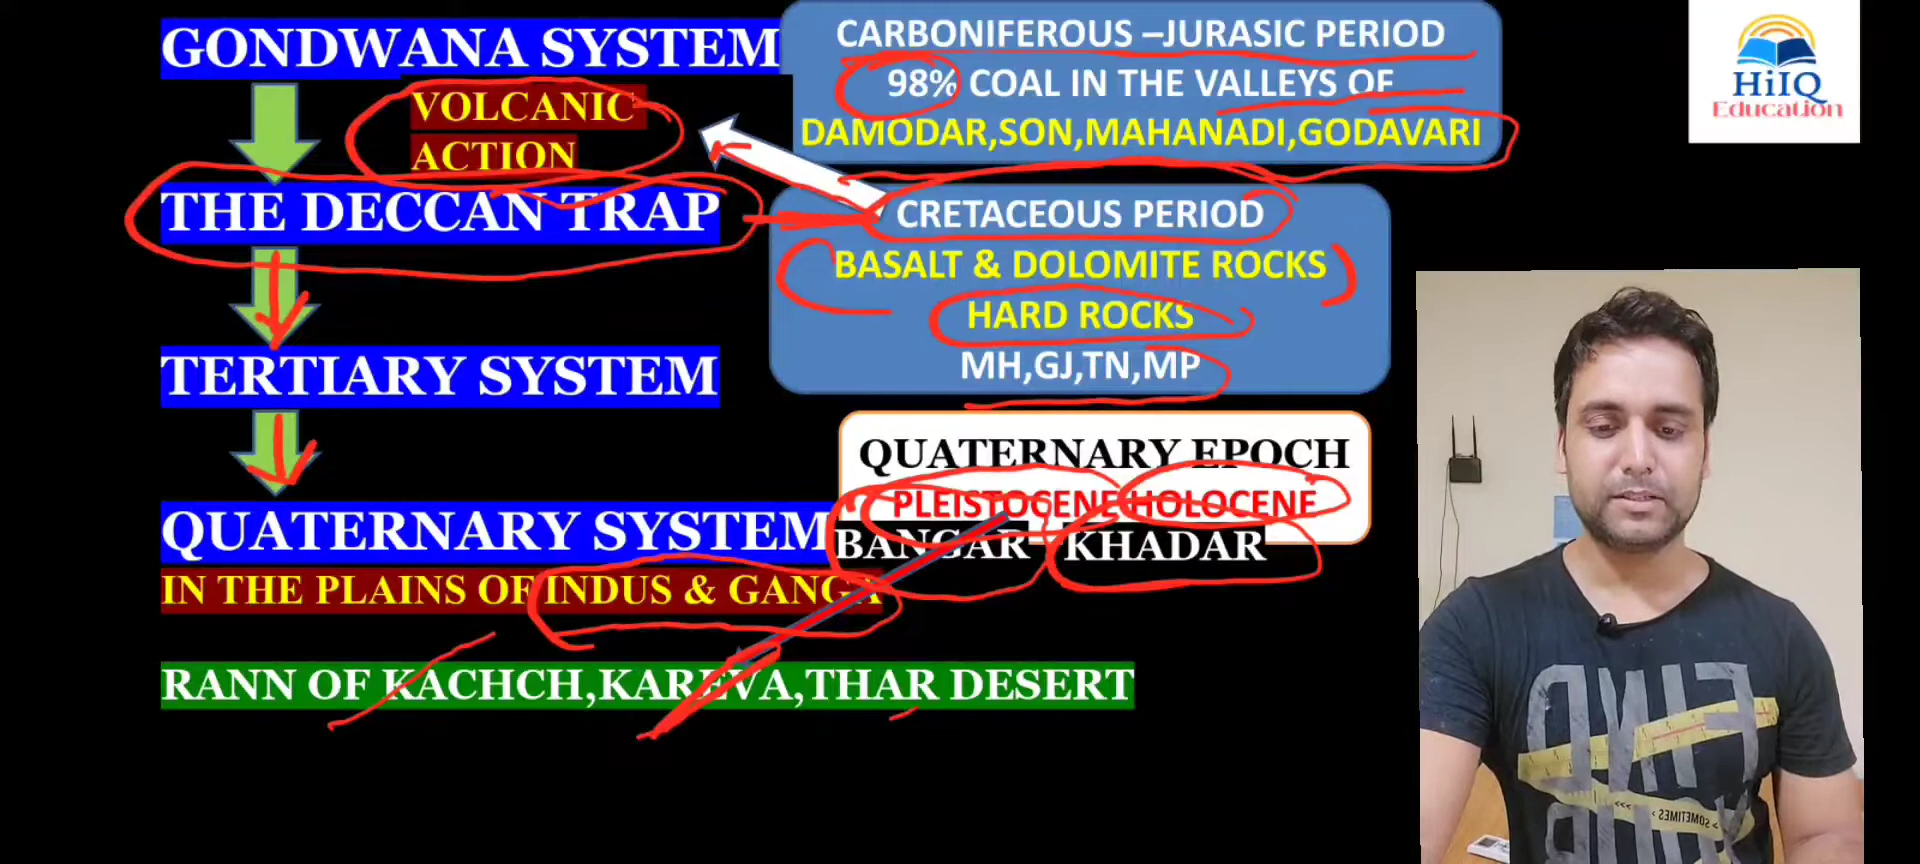 GONDWANA SYSTEM
CARBONIFEROUS –JURASIC PERIOD
98% COAL IN THE VALLEYS OF
DAMODAR,SON,MAHANADI,GODAVARI
HiIQ
Education
VOLCANIC
ACTION
THE DECCAN TRAP
CRETACEOUS PERIOD
BASALT & DOLOMITE ROCKS
HARD ROCKS
MH,GJ,TN,MP
TERTIARY SYSTEM
QUATERNARY EPOCH
PLEISTOCENE HOLOCENE
BANGAR KHADAR
QUATERNARY SYSTEM
IN THE PLAINS OF INDUS & GANGA
RANN OF KACHCH,KAREVA,THAR DESERT
SOMETIMES